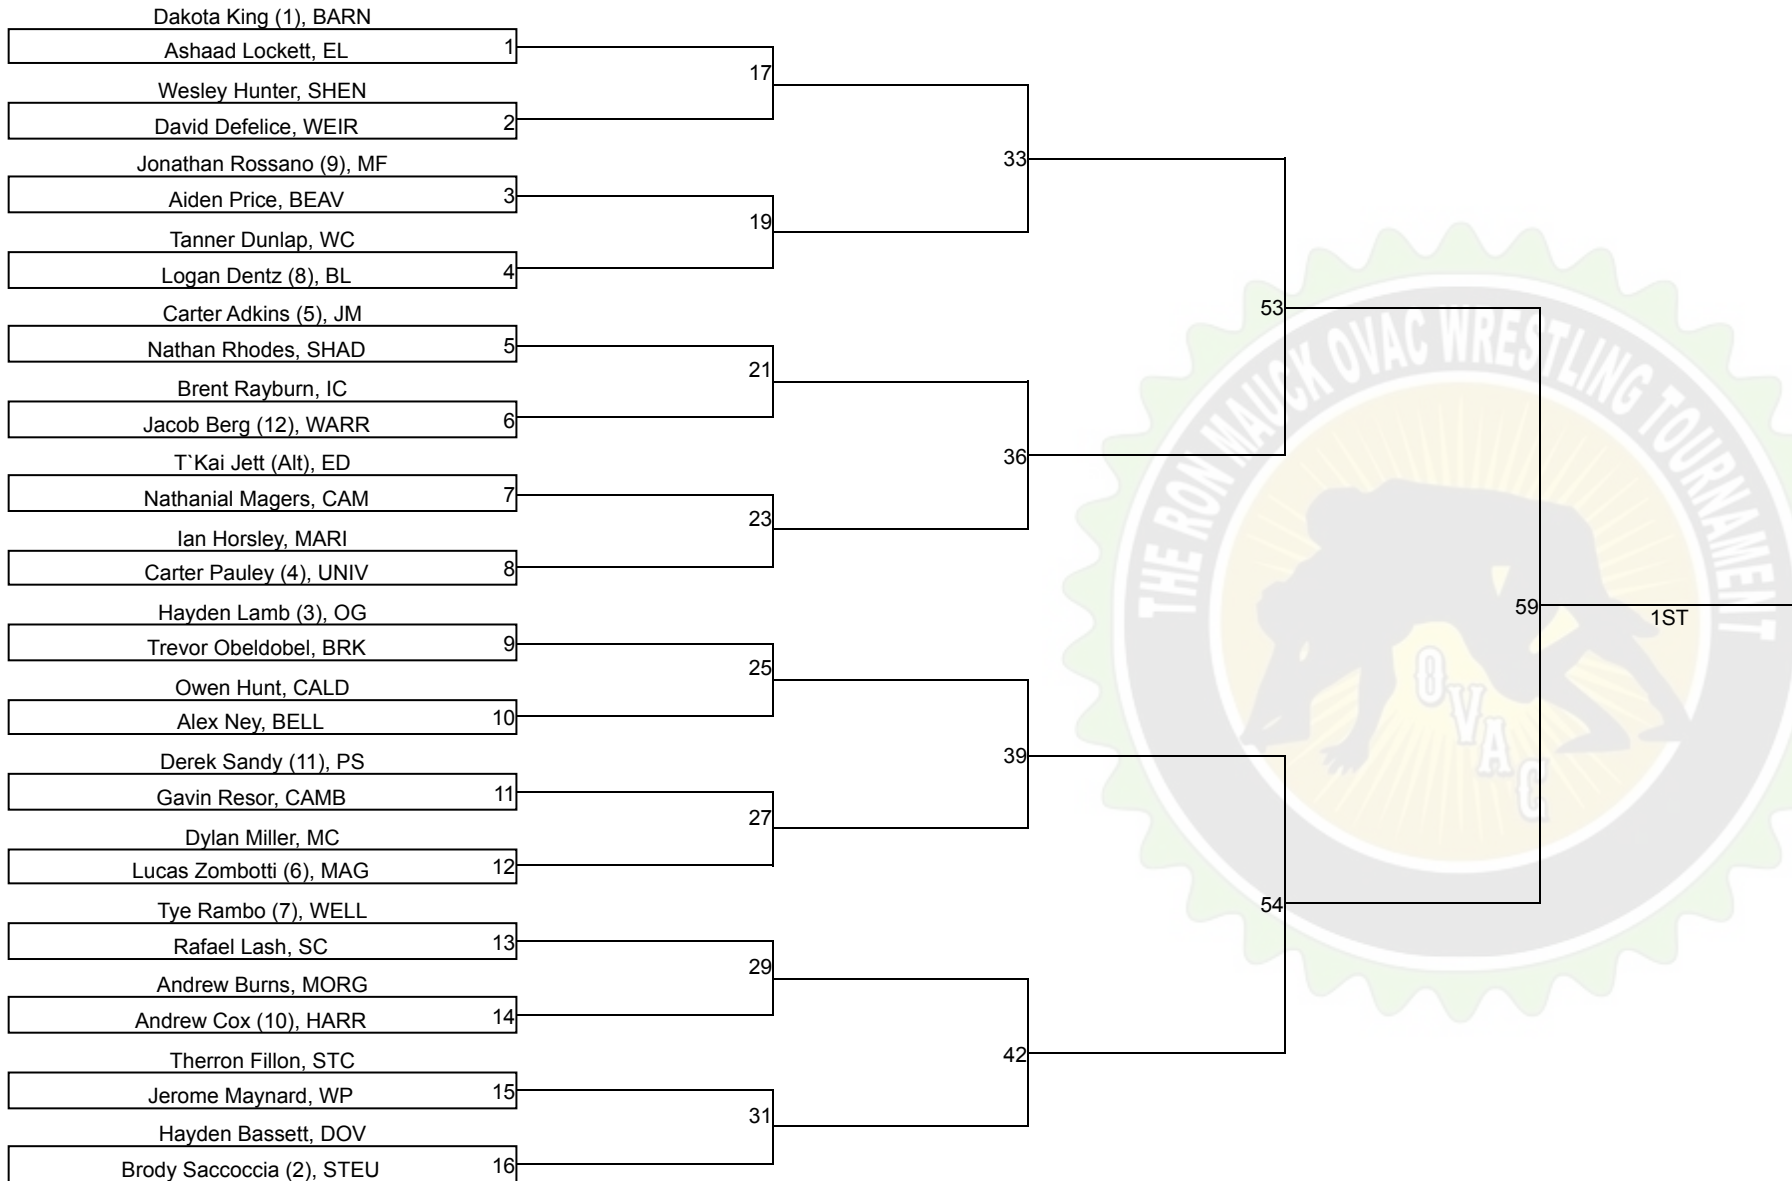 Dakota King (1), BARN
Ashaad Lockett, EL
1
Wesley Hunter, SHEN
David Defelice, WEIR
2
Jonathan Rossano (9), MF
Aiden Price, BEAV
3
Tanner Dunlap, WC
Logan Dentz (8), BL
4
Carter Adkins (5), JM
Nathan Rhodes, SHAD
5
Brent Rayburn, IC
Jacob Berg (12), WARR
6
T`Kai Jett (Alt), ED
Nathanial Magers, CAM
7
Ian Horsley, MARI
Carter Pauley (4), UNIV
8
Hayden Lamb (3), OG
Trevor Obeldobel, BRK
9
Owen Hunt, CALD
Alex Ney, BELL
10
Derek Sandy (11), PS
Gavin Resor, CAMB
11
Dylan Miller, MC
Lucas Zombotti (6), MAG
12
Tye Rambo (7), WELL
Rafael Lash, SC
13
Andrew Burns, MORG
Andrew Cox (10), HARR
14
Therron Fillon, STC
Jerome Maynard, WP
15
Hayden Bassett, DOV
Brody Saccoccia (2), STEU
16
17
19
21
23
25
27
29
31
33
36
39
42
53
54
59
1ST
THE RON MAUCK OVAC WRESTLING TOURNAMENT
OVAC